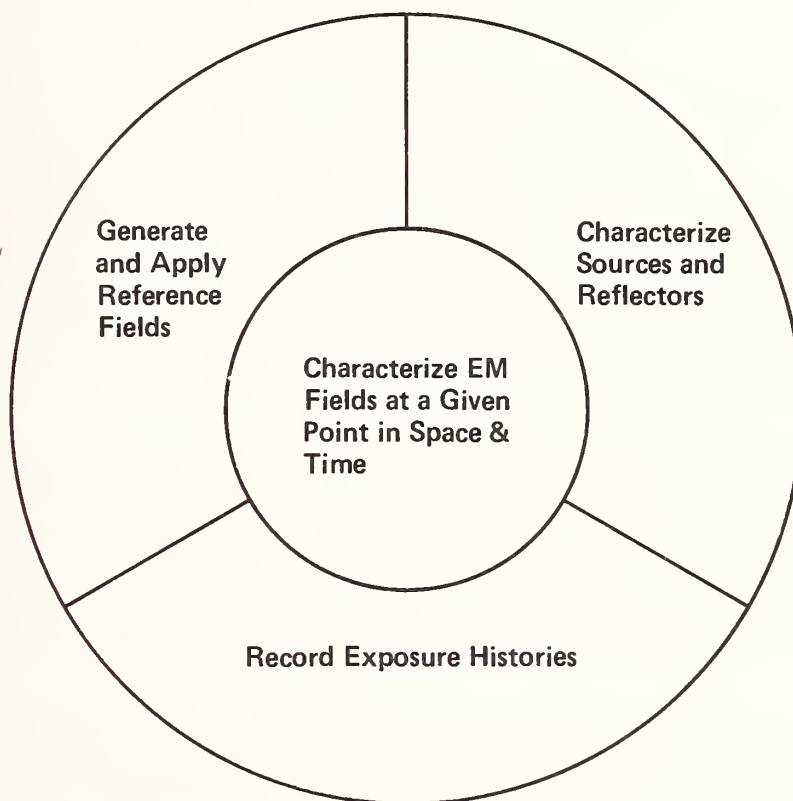 Generate
and Apply
Reference
Fields
Characterize
Sources and
Reflectors
Characterize EM
Fields at a Given
Point in Space &
Time
Record Exposure Histories